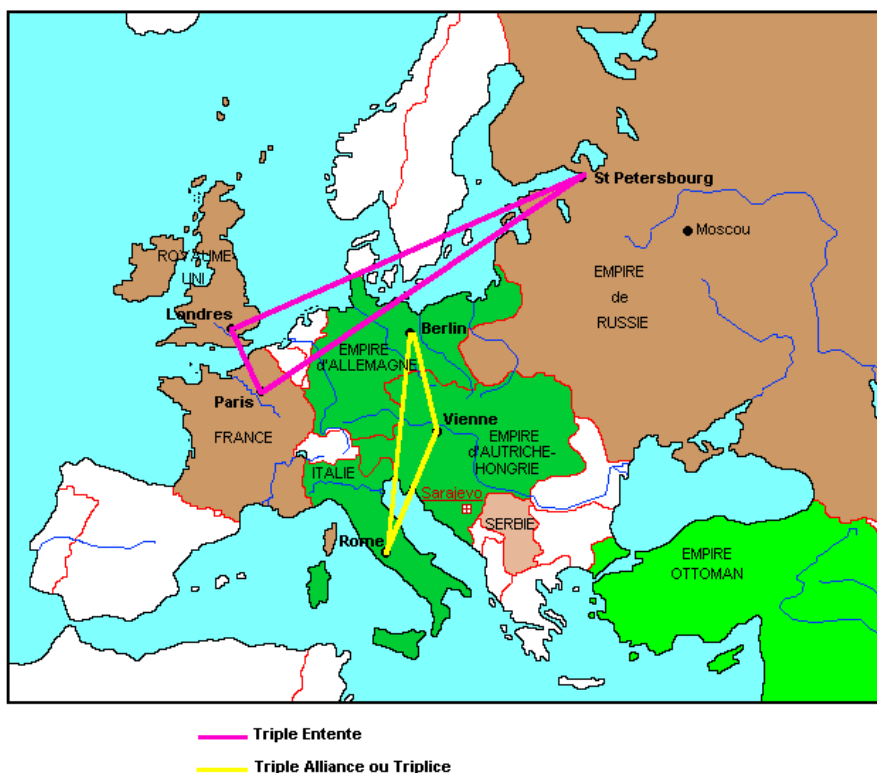 St Petersbourg
Moscou
ROYAUME-
UNI
EMPIRE
de
RUSSIE
Londres
Berlin
EMPIRE
d'ALLEMAGNE
Paris
Vienne
FRANCE
EMPIRE
d'AUTRICHE-
HONGRIE
ITALIE
Sarajevo
SERBIE
Rome
EMPIRE
OTTOMAN
Triple Entente
Triple Alliance ou Triplice